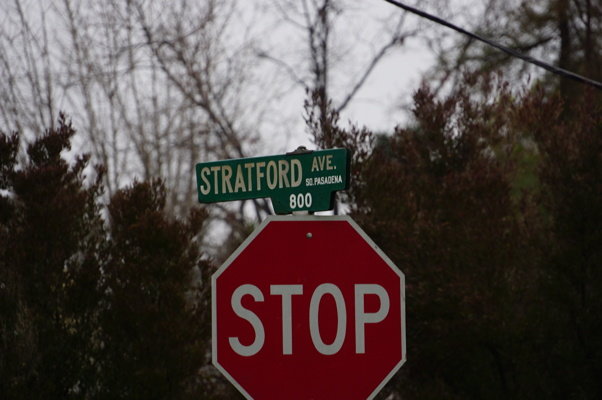 STRATFORD AVE.
SO. PASADENA
800
STOP